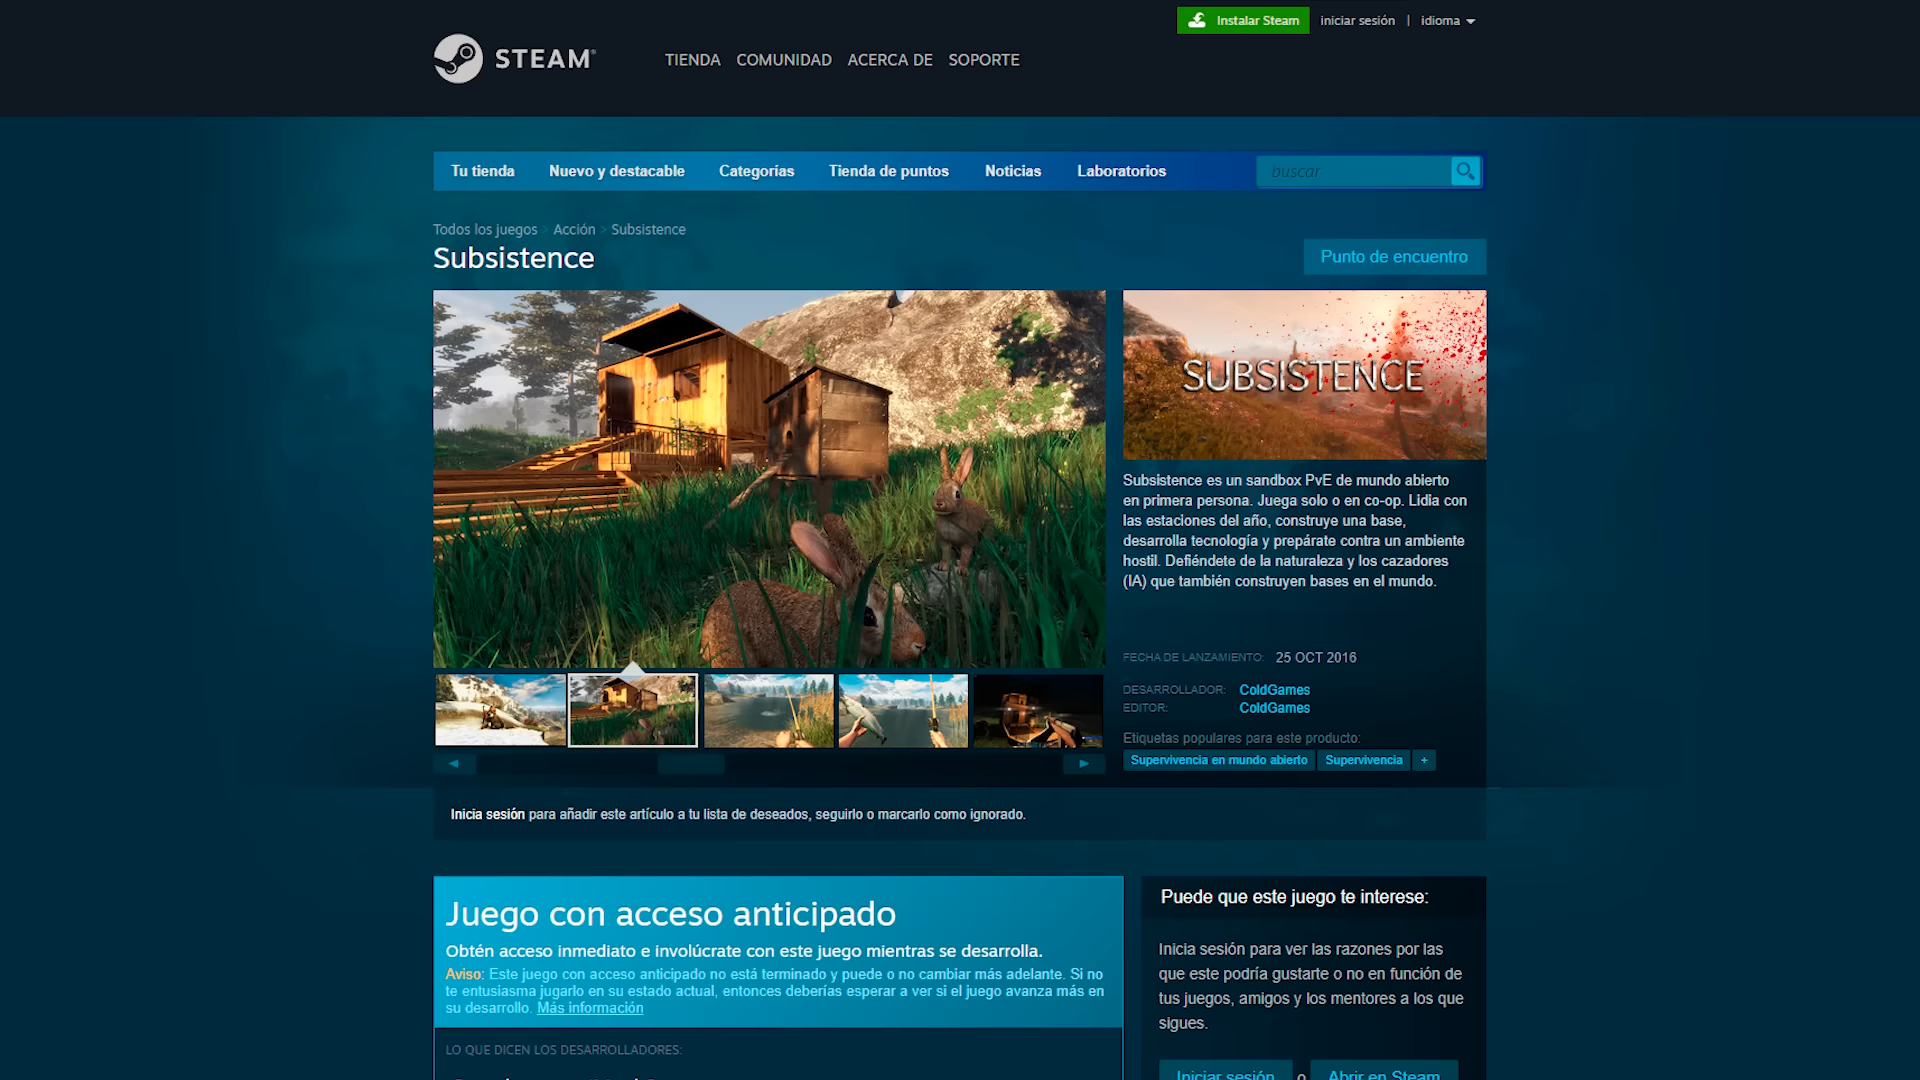 Instalar Steam
iniciar sesión | idioma
STEAM®
TIENDA COMUNIDAD ACERCA DE SOPORTE
Tu tienda Nuevo y destacable Categorías Tienda de puntos Noticias Laboratorios
buscar
Todos los juegos > Acción > Subsistence
Subsistence
Punto de encuentro
SUBSISTENCE
Subsistence es un sandbox PvE de mundo abierto
en primera persona. Juega solo o en co-op. Lidia con
las estaciones del año, construye una base,
desarrolla tecnología y prepárate contra un ambiente
hostil. Defiéndete de la naturaleza y los cazadores
(IA) que también construyen bases en el mundo.
FECHA DE LANZAMIENTO: 25 OCT 2016
DESARROLLADOR: ColdGames
EDITOR: ColdGames
Etiquetas populares para este producto:
Supervivencia en mundo abierto Supervivencia +
Inicia sesión para añadir este artículo a tu lista de deseados, seguirlo o marcarlo como ignorado.
Juego con acceso anticipado
Obtén acceso inmediato e involúcrate con este juego mientras se desarrolla.
Aviso: Este juego con acceso anticipado no está terminado y puede o no cambiar más adelante. Si no
te entusiasma jugarlo en su estado actual, entonces deberías esperar a ver si el juego avanza más en
su desarrollo. Más información
LO QUE DICEN LOS DESARROLLADORES:
Puede que este juego te interese:
Inicia sesión para ver las razones por las
que este podría gustarte o no en función de
tus juegos, amigos y los mentores a los que
sigues.
Iniciar sesión o Abrir en Steam